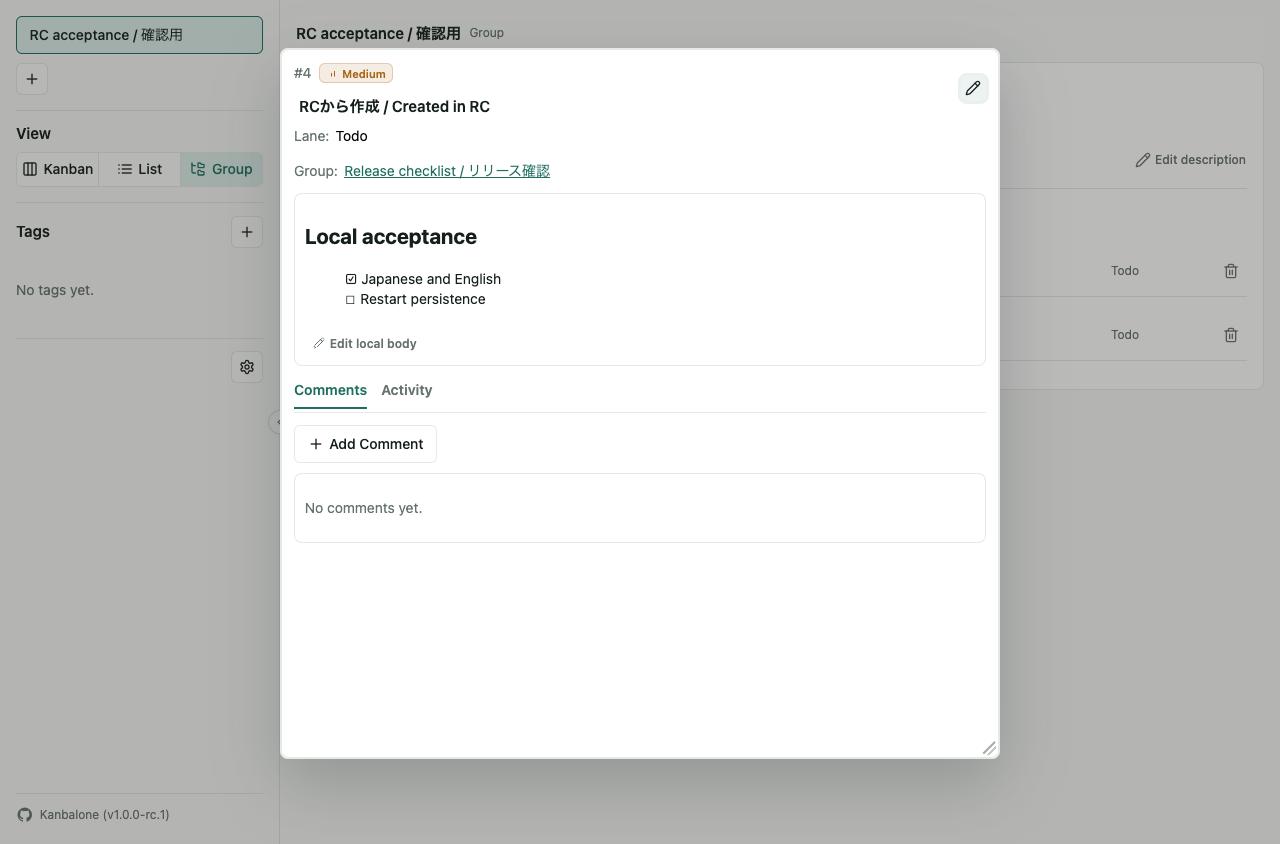 RC acceptance / 確認用
View
Kanban
List
Group
Tags
No tags yet.
Kanbalone (v1.0.0-rc.1)
RC acceptance / 確認用 Group
Edit description
Todo
Todo
#4 Medium
RCから作成 / Created in RC
Lane: Todo
Group: Release checklist / リリース確認
Local acceptance
Japanese and English
Restart persistence
Edit local body
Comments Activity
Add Comment
No comments yet.